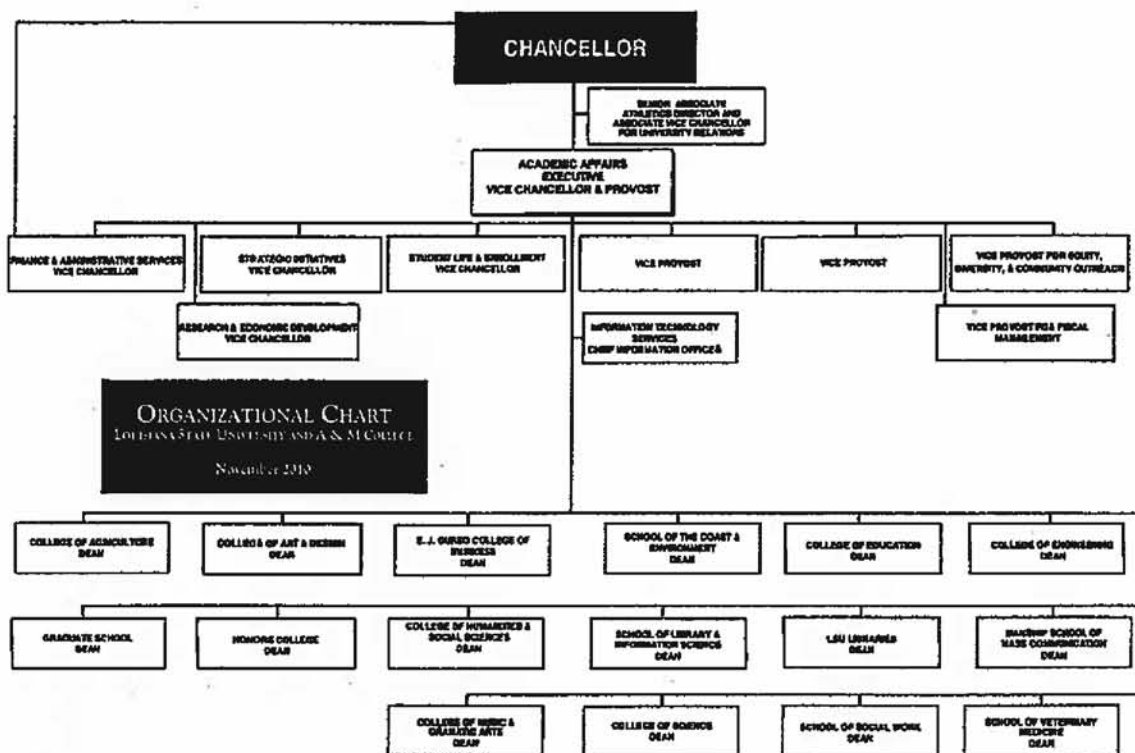 CHANCELLOR
SENIOR ASSOCIATE
ATHLETICS DIRECTOR AND
ASSOCIATE VICE CHANCELLOR
FOR UNIVERSITY RELATIONS
ACADEMIC AFFAIRS
EXECUTIVE
VICE CHANCELLOR & PROVOST
FINANCE & ADMINISTRATIVE SERVICES
VICE CHANCELLOR
STRATEGIC INITIATIVES
VICE CHANCELLOR
STUDENT LIFE & ENROLLMENT
VICE CHANCELLOR
VICE PROVOST
VICE PROVOST
VICE PROVOST FOR EQUITY,
DIVERSITY, & COMMUNITY OUTREACH
RESEARCH & ECONOMIC DEVELOPMENT
VICE CHANCELLOR
INFORMATION TECHNOLOGY
SERVICES
CHIEF INFORMATION OFFICER
VICE PROVOST FOR FISCAL
MANAGEMENT
ORGANIZATIONAL CHART
LOUISIANA STATE UNIVERSITY AND A & M COLLEGE
November 2010
COLLEGE OF AGRICULTURE
DEAN
COLLEGE OF ART & DESIGN
DEAN
E. J. OURSO COLLEGE OF
BUSINESS
DEAN
SCHOOL OF THE COAST &
ENVIRONMENT
DEAN
COLLEGE OF EDUCATION
DEAN
COLLEGE OF ENGINEERING
DEAN
GRADUATE SCHOOL
DEAN
HONORS COLLEGE
DEAN
COLLEGE OF HUMANITIES &
SOCIAL SCIENCES
DEAN
SCHOOL OF LIBRARY &
INFORMATION SCIENCE
DEAN
LSU LIBRARIES
DEAN
MANSHIP SCHOOL OF
MASS COMMUNICATION
DEAN
COLLEGE OF MUSIC &
DRAMATIC ARTS
DEAN
COLLEGE OF SCIENCE
DEAN
SCHOOL OF SOCIAL WORK
DEAN
SCHOOL OF VETERINARY
MEDICINE
DEAN